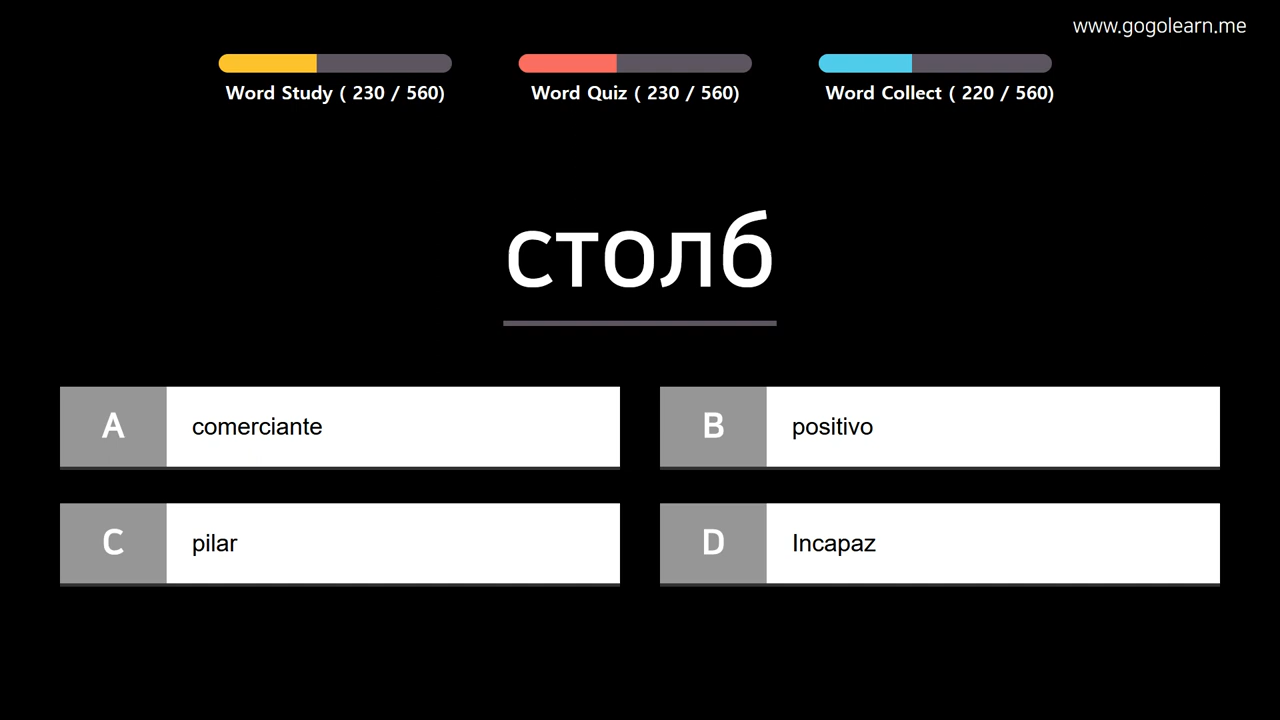 www.gogolearn.me
Word Study ( 230 / 560)
Word Quiz ( 230 / 560)
Word Collect ( 220 / 560)
столб
A comerciante
B positivo
C pilar
D Incapaz